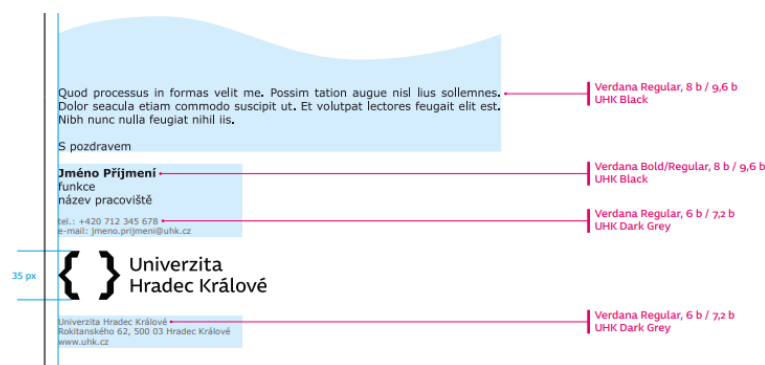 Quod processus in formas velit me. Possim tation augue nisl lius sollemnes.
Dolor seacula etiam commodo suscipit ut. Et volutpat lectores feugait elit est.
Nibh nunc nulla feugiat nihil iis.
Verdana Regular, 8 b / 9,6 b
UHK Black
S pozdravem
Jméno Příjmení
funkce
název pracoviště
Verdana Bold/Regular, 8 b / 9,6 b
UHK Black
tel.: +420 712 345 678
e-mail: jmeno.prijmeni@uhk.cz
Verdana Regular, 6 b / 7,2 b
UHK Dark Grey
35 px
Univerzita
Hradec Králové
Univerzita Hradec Králové
Rokitanského 62, 500 03 Hradec Králové
www.uhk.cz
Verdana Regular, 6 b / 7,2 b
UHK Dark Grey